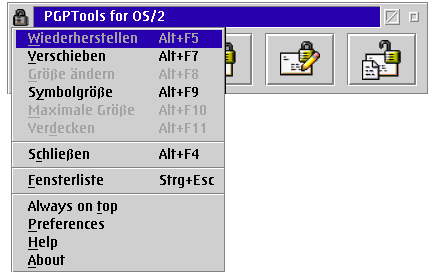 PGPTools for OS/2
Wiederherstellen Alt+F5
Verschieben Alt+F7
Größe ändern Alt+F8
Symbolgröße Alt+F9
Maximale Größe Alt+F10
Verdecken Alt+F11
Schließen Alt+F4
Fensterliste Strg+Esc
Always on top
Preferences
Help
About